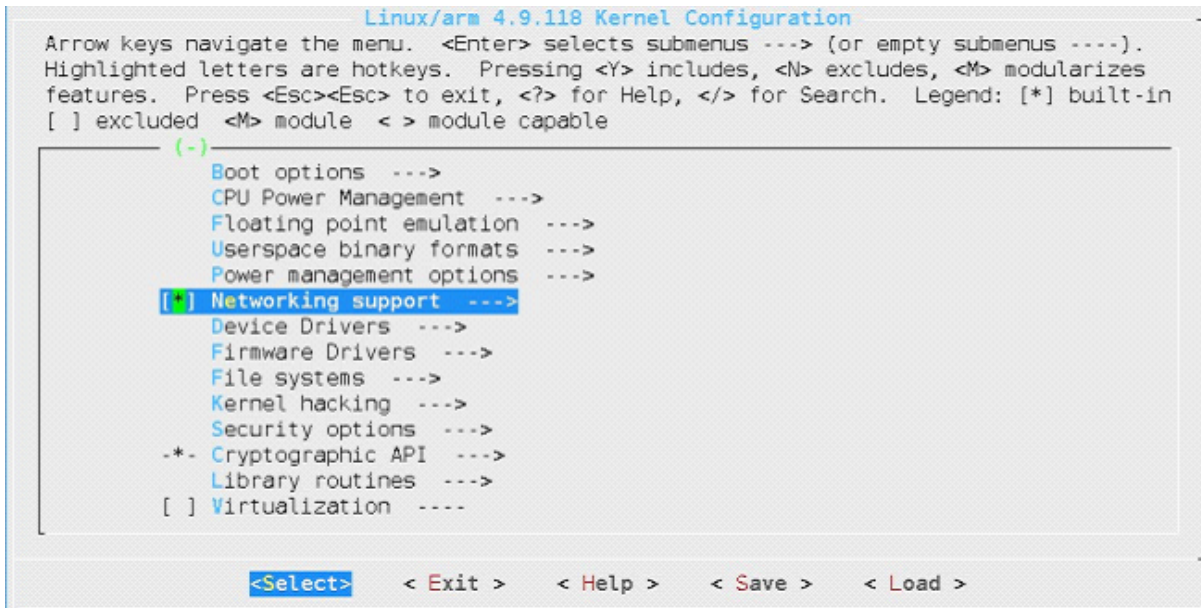 Linux/arm 4.9.118 Kernel Configuration
Arrow keys navigate the menu.  <Enter> selects submenus ---> (or empty submenus ----).
Highlighted letters are hotkeys.  Pressing <Y> includes, <N> excludes, <M> modularizes
features.  Press <Esc><Esc> to exit, <?> for Help, </> for Search.  Legend: [*] built-in
[ ] excluded  <M> module  < > module capable
(-)
Boot options  --->
CPU Power Management  --->
Floating point emulation  --->
Userspace binary formats  --->
Power management options  --->
[*] Networking support  --->
Device Drivers  --->
Firmware Drivers  --->
File systems  --->
Kernel hacking  --->
Security options  --->
-*- Cryptographic API  --->
Library routines  --->
[ ] Virtualization  ----
<Select>    < Exit >    < Help >    < Save >    < Load >